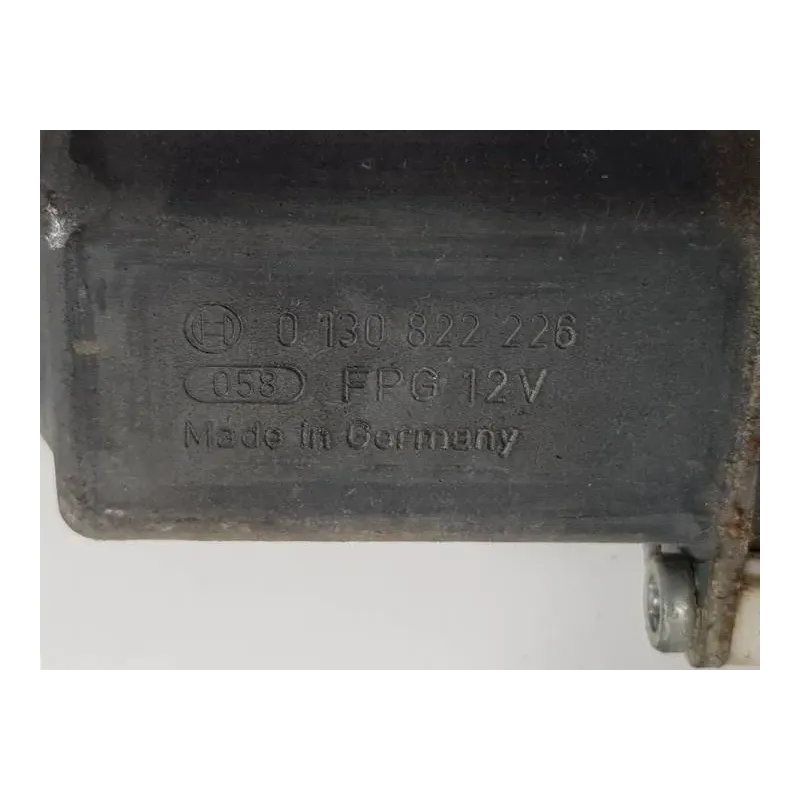 0 130 822 226
058 FPG 12V
Made in Germany